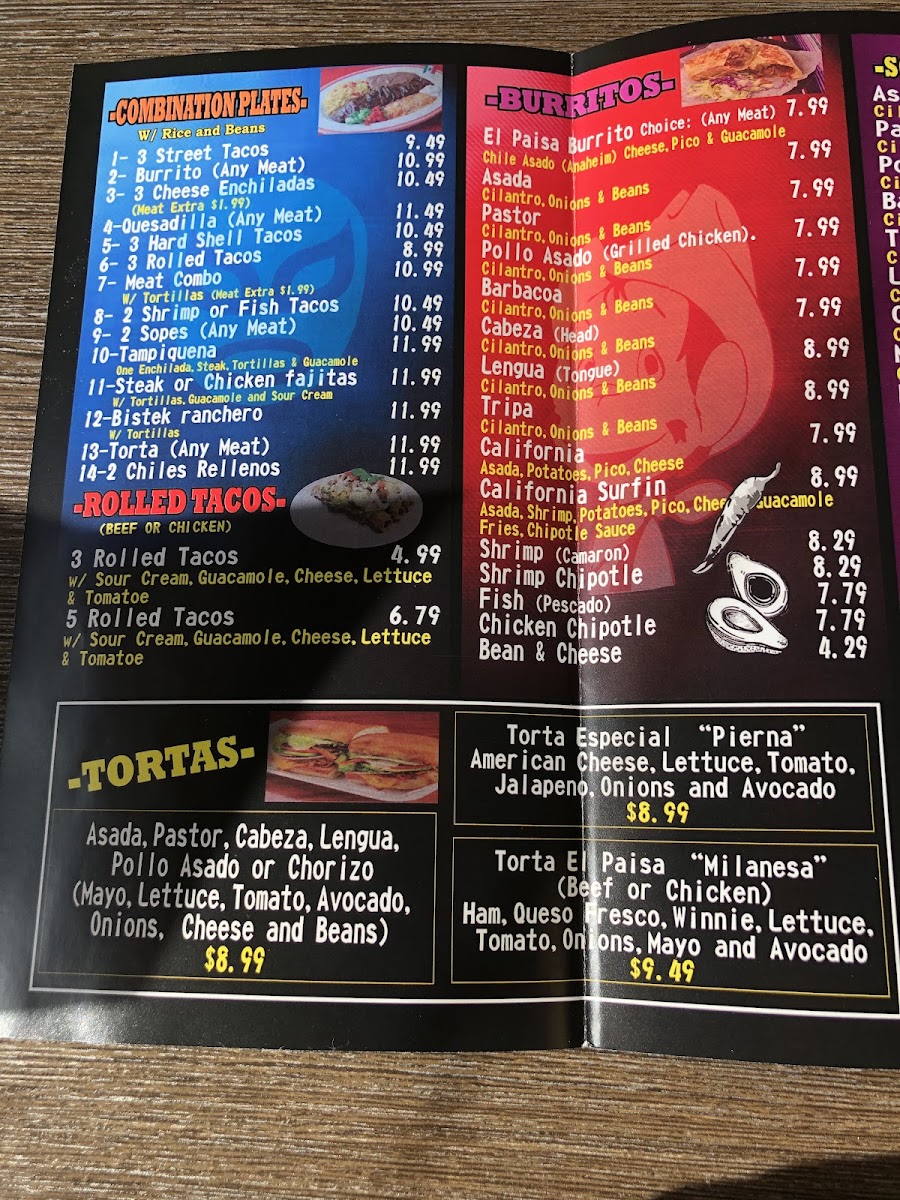 -COMBINATION PLATES-
W/ Rice and Beans
1- 3 Street Tacos 9.49
2- Burrito (Any Meat) 10.99
3- 3 Cheese Enchiladas 10.49
(Meat Extra $1.99)
4-Quesadilla (Any Meat) 11.49
5- 3 Hard Shell Tacos 10.49
6- 3 Rolled Tacos 8.99
7- Meat Combo 10.99
W/ Tortillas (Meat Extra $1.99)
8- 2 Shrimp or Fish Tacos 10.49
9- 2 Sopes (Any Meat) 10.49
10-Tampiquena 11.99
One Enchilada, Steak, Tortillas & Guacamole
11-Steak or Chicken fajitas 11.99
W/ Tortillas, Guacamole and Sour Cream
12-Bistek ranchero 11.99
W/ Tortillas
13-Torta (Any Meat) 11.99
14-2 Chiles Rellenos 11.99
-ROLLED TACOS-
(BEEF OR CHICKEN)
3 Rolled Tacos 4.99
w/ Sour Cream, Guacamole, Cheese, Lettuce
& Tomatoe
5 Rolled Tacos 6.79
w/ Sour Cream, Guacamole, Cheese, Lettuce
& Tomatoe
-BURRITOS-
El Paisa Burrito Choice: (Any Meat) 7.99
Chile Asado (Anaheim) Cheese, Pico & Guacamole
Asada 7.99
Cilantro, Onions & Beans
Pastor 7.99
Cilantro, Onions & Beans
Pollo Asado (Grilled Chicken). 7.99
Cilantro, Onions & Beans
Barbacoa 7.99
Cilantro, Onions & Beans
Cabeza (Head) 7.99
Cilantro, Onions & Beans
Lengua (Tongue) 8.99
Cilantro, Onions & Beans
Tripa 8.99
Cilantro, Onions & Beans
California 7.99
Asada, Potatoes, Pico, Cheese
California Surfin 8.99
Asada, Shrimp, Potatoes, Pico, Guacamole
Fries, Chipotle Sauce
Shrimp (Camaron) 8.29
Shrimp Chipotle 8.29
Fish (Pescado) 7.79
Chicken Chipotle 7.79
Bean & Cheese 4.29
-TORTAS-
Asada, Pastor, Cabeza, Lengua,
Pollo Asado or Chorizo
(Mayo, Lettuce, Tomato, Avocado,
Onions, Cheese and Beans)
$8.99
Torta Especial "Pierna"
American Cheese, Lettuce, Tomato,
Jalapeno, Onions and Avocado
$8.99
Torta El Paisa "Milanesa"
(Beef or Chicken)
Ham, Queso Fresco, Winnie, Lettuce,
Tomato, Onions, Mayo and Avocado
$9.49